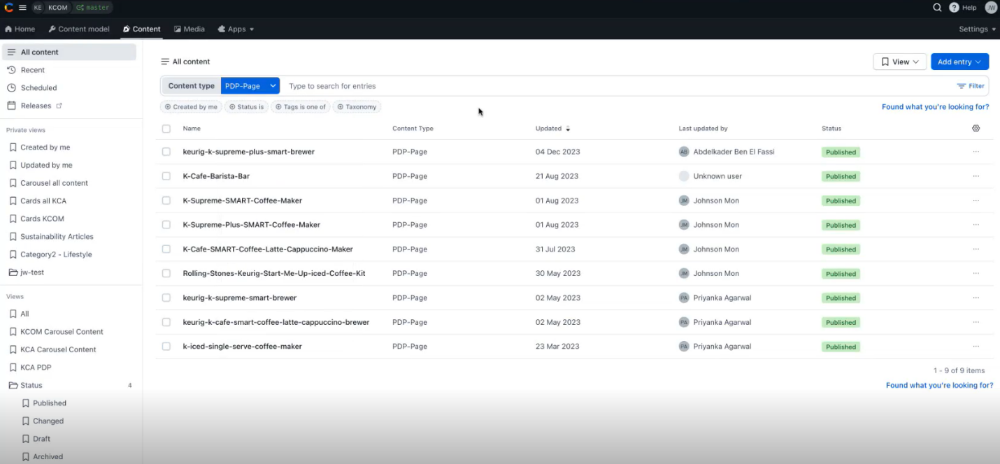 KE KCOM master Help JW
Home Content model Content Media Apps Settings
All content
Recent
Scheduled
Releases
Private views
Created by me
Updated by me
Carousel all content
Cards all KCA
Cards KCOM
Sustainability Articles
Category2 - Lifestyle
jw-test
Views
All
KCOM Carousel Content
KCA Carousel Content
KCA PDP
Status 4
Published
Changed
Draft
Archived
All content View Add entry
Content type PDP-Page Type to search for entries Filter
Created by me Status is Tags is one of Taxonomy Found what you're looking for?
Name Content Type Updated Last updated by Status
keurig-k-supreme-plus-smart-brewer PDP-Page 04 Dec 2023 AB Abdelkader Ben El Fassi Published
K-Cafe-Barista-Bar PDP-Page 21 Aug 2023 Unknown user Published
K-Supreme-SMART-Coffee-Maker PDP-Page 01 Aug 2023 JM Johnson Mon Published
K-Supreme-Plus-SMART-Coffee-Maker PDP-Page 01 Aug 2023 JM Johnson Mon Published
K-Cafe-SMART-Coffee-Latte-Cappuccino-Maker PDP-Page 31 Jul 2023 JM Johnson Mon Published
Rolling-Stones-Keurig-Start-Me-Up-iced-Coffee-Kit PDP-Page 30 May 2023 JM Johnson Mon Published
keurig-k-supreme-smart-brewer PDP-Page 02 May 2023 PA Priyanka Agarwal Published
keurig-k-cafe-smart-coffee-latte-cappuccino-brewer PDP-Page 02 May 2023 PA Priyanka Agarwal Published
k-iced-single-serve-coffee-maker PDP-Page 23 Mar 2023 PA Priyanka Agarwal Published
1 - 9 of 9 items
Found what you're looking for?